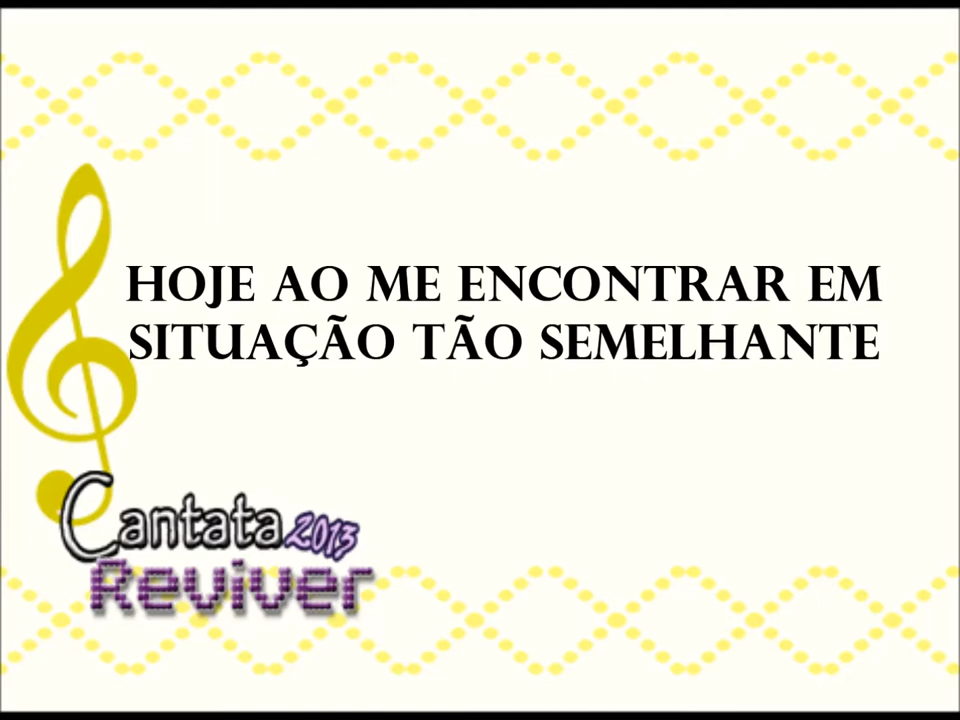 HOJE AO ME ENCONTRAR EM
SITUAÇÃO TÃO SEMELHANTE
Cantata 2013
Reviver